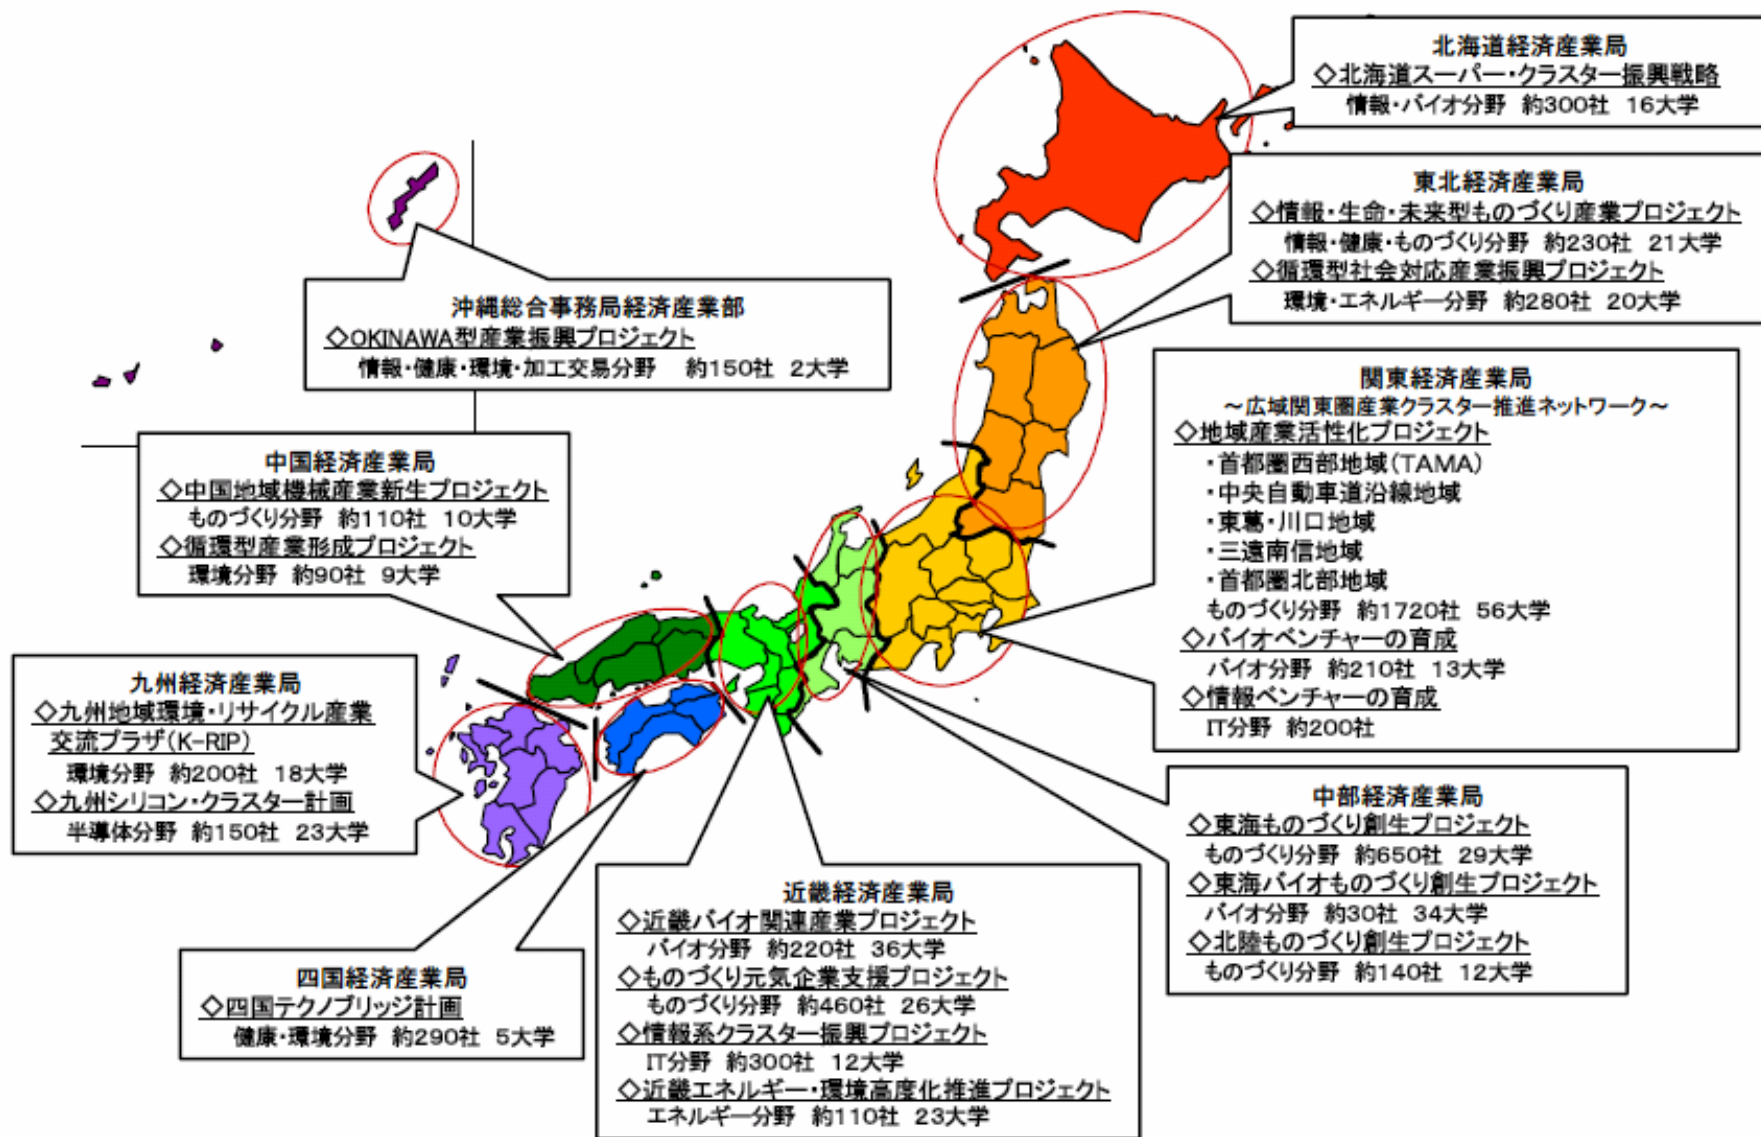 北海道経済産業局
◇北海道スーパー・クラスター振興戦略
情報・バイオ分野 約300社 16大学
東北経済産業局
◇情報・生命・未来型ものづくり産業プロジェクト
情報・健康・ものづくり分野 約230社 21大学
◇循環型社会対応産業振興プロジェクト
環境・エネルギー分野 約280社 20大学
沖縄総合事務局経済産業部
◇OKINAWA型産業振興プロジェクト
情報・健康・環境・加工交易分野 約150社 2大学
関東経済産業局
～広域関東圏産業クラスター推進ネットワーク～
◇地域産業活性化プロジェクト
・首都圏西部地域(TAMA)
・中央自動車道沿線地域
・東葛・川口地域
・三遠南信地域
・首都圏北部地域
ものづくり分野 約1720社 56大学
◇バイオベンチャーの育成
バイオ分野 約210社 13大学
◇情報ベンチャーの育成
IT分野 約200社
中国経済産業局
◇中国地域機械産業新生プロジェクト
ものづくり分野 約110社 10大学
◇循環型産業形成プロジェクト
環境分野 約90社 9大学
九州経済産業局
◇九州地域環境・リサイクル産業
交流プラザ(K-RIP)
環境分野 約200社 18大学
◇九州シリコン・クラスター計画
半導体分野 約150社 23大学
中部経済産業局
◇東海ものづくり創生プロジェクト
ものづくり分野 約650社 29大学
◇東海バイオものづくり創生プロジェクト
バイオ分野 約30社 34大学
◇北陸ものづくり創生プロジェクト
ものづくり分野 約140社 12大学
近畿経済産業局
◇近畿バイオ関連産業プロジェクト
バイオ分野 約220社 36大学
◇ものづくり元気企業支援プロジェクト
ものづくり分野 約460社 26大学
◇情報系クラスター振興プロジェクト
IT分野 約300社 12大学
◇近畿エネルギー・環境高度化推進プロジェクト
エネルギー分野 約110社 23大学
四国経済産業局
◇四国テクノブリッジ計画
健康・環境分野 約290社 5大学